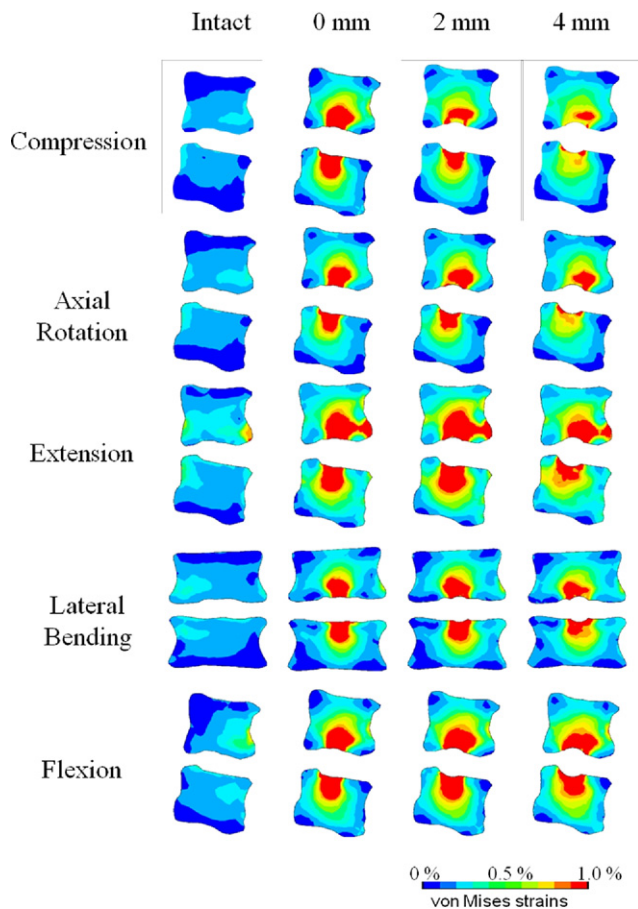 Intact 0 mm 2 mm 4 mm
Compression
Axial
Rotation
Extension
Lateral
Bending
Flexion
0 % 0.5 % 1.0 %
von Mises strains